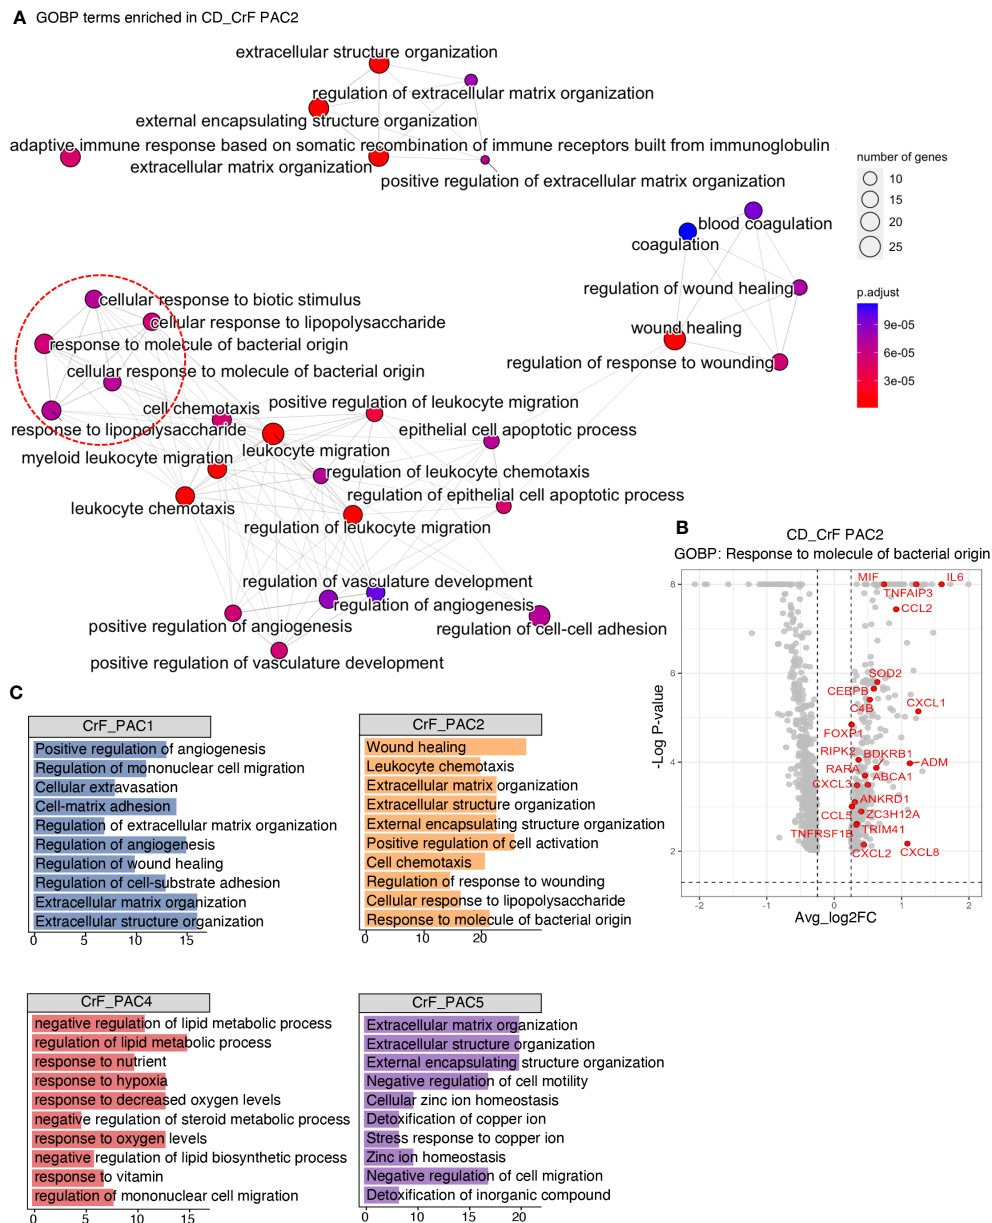 A GOBP terms enriched in CD_CrF PAC2
extracellular structure organization
regulation of extracellular matrix organization
external encapsulating structure organization
adaptive immune response based on somatic recombination of immune receptors built from immunoglobulin
extracellular matrix organization
positive regulation of extracellular matrix organization
number of genes
10
15
20
25
blood coagulation
coagulation
regulation of wound healing
wound healing
regulation of response to wounding
p.adjust
9e-05
6e-05
3e-05
cellular response to biotic stimulus
cellular response to lipopolysaccharide
response to molecule of bacterial origin
cellular response to molecule of bacterial origin
cell chemotaxis
positive regulation of leukocyte migration
response to lipopolysaccharide
epithelial cell apoptotic process
leukocyte migration
myeloid leukocyte migration
regulation of leukocyte chemotaxis
regulation of epithelial cell apoptotic process
leukocyte chemotaxis
regulation of leukocyte migration
regulation of vasculature development
regulation of angiogenesis
positive regulation of angiogenesis
regulation of cell-cell adhesion
positive regulation of vasculature development
B
CD_CrF PAC2
GOBP: Response to molecule of bacterial origin
MIF
IL6
TNFAIP3
CCL2
SOD2
CEBPB
C4B
CXCL1
FOXP1
RIPK2
BDKRB1
ADM
RARA
ABCA1
CXCL3
ANKRD1
CCL5
ZC3H12A
TNFRSF1B
TRIM41
CXCL2
CXCL8
8
6
4
2
-Log P-value
-2 -1 0 1 2
Avg_log2FC
C
CrF_PAC1
Positive regulation of angiogenesis
Regulation of mononuclear cell migration
Cellular extravasation
Cell-matrix adhesion
Regulation of extracellular matrix organization
Regulation of angiogenesis
Regulation of wound healing
Regulation of cell-substrate adhesion
Extracellular matrix organization
Extracellular structure organization
0 5 10 15
CrF_PAC2
Wound healing
Leukocyte chemotaxis
Extracellular matrix organization
Extracellular structure organization
External encapsulating structure organization
Positive regulation of cell activation
Cell chemotaxis
Regulation of response to wounding
Cellular response to lipopolysaccharide
Response to molecule of bacterial origin
0 10 20
CrF_PAC4
negative regulation of lipid metabolic process
regulation of lipid metabolic process
response to nutrient
response to hypoxia
response to decreased oxygen levels
negative regulation of steroid metabolic process
response to oxygen levels
negative regulation of lipid biosynthetic process
response to vitamin
regulation of mononuclear cell migration
0 5 10 15
CrF_PAC5
Extracellular matrix organization
Extracellular structure organization
External encapsulating structure organization
Negative regulation of cell motility
Cellular zinc ion homeostasis
Detoxification of copper ion
Stress response to copper ion
Zinc ion homeostasis
Negative regulation of cell migration
Detoxification of inorganic compound
0 5 10 15 20